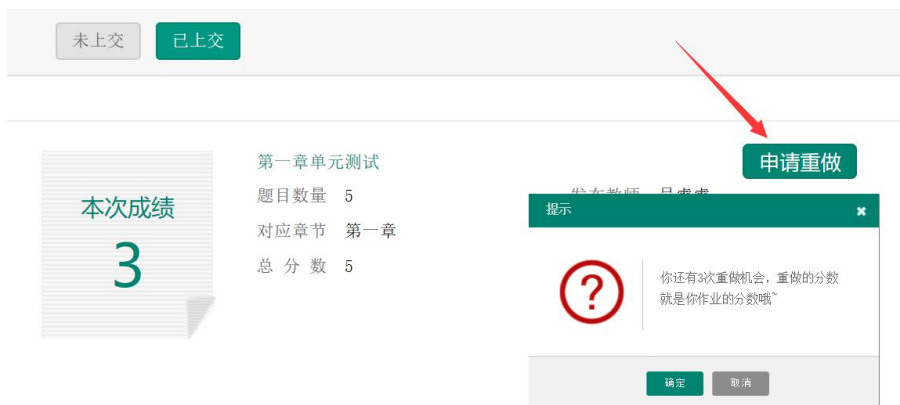 未上交
已上交
申请重做
第一章单元测试
本次成绩
3
题目数量 5
对应章节 第一章
总分数 5
提示
你还有3次重做机会，重做的分数
就是你作业的分数哦~
确定
取消